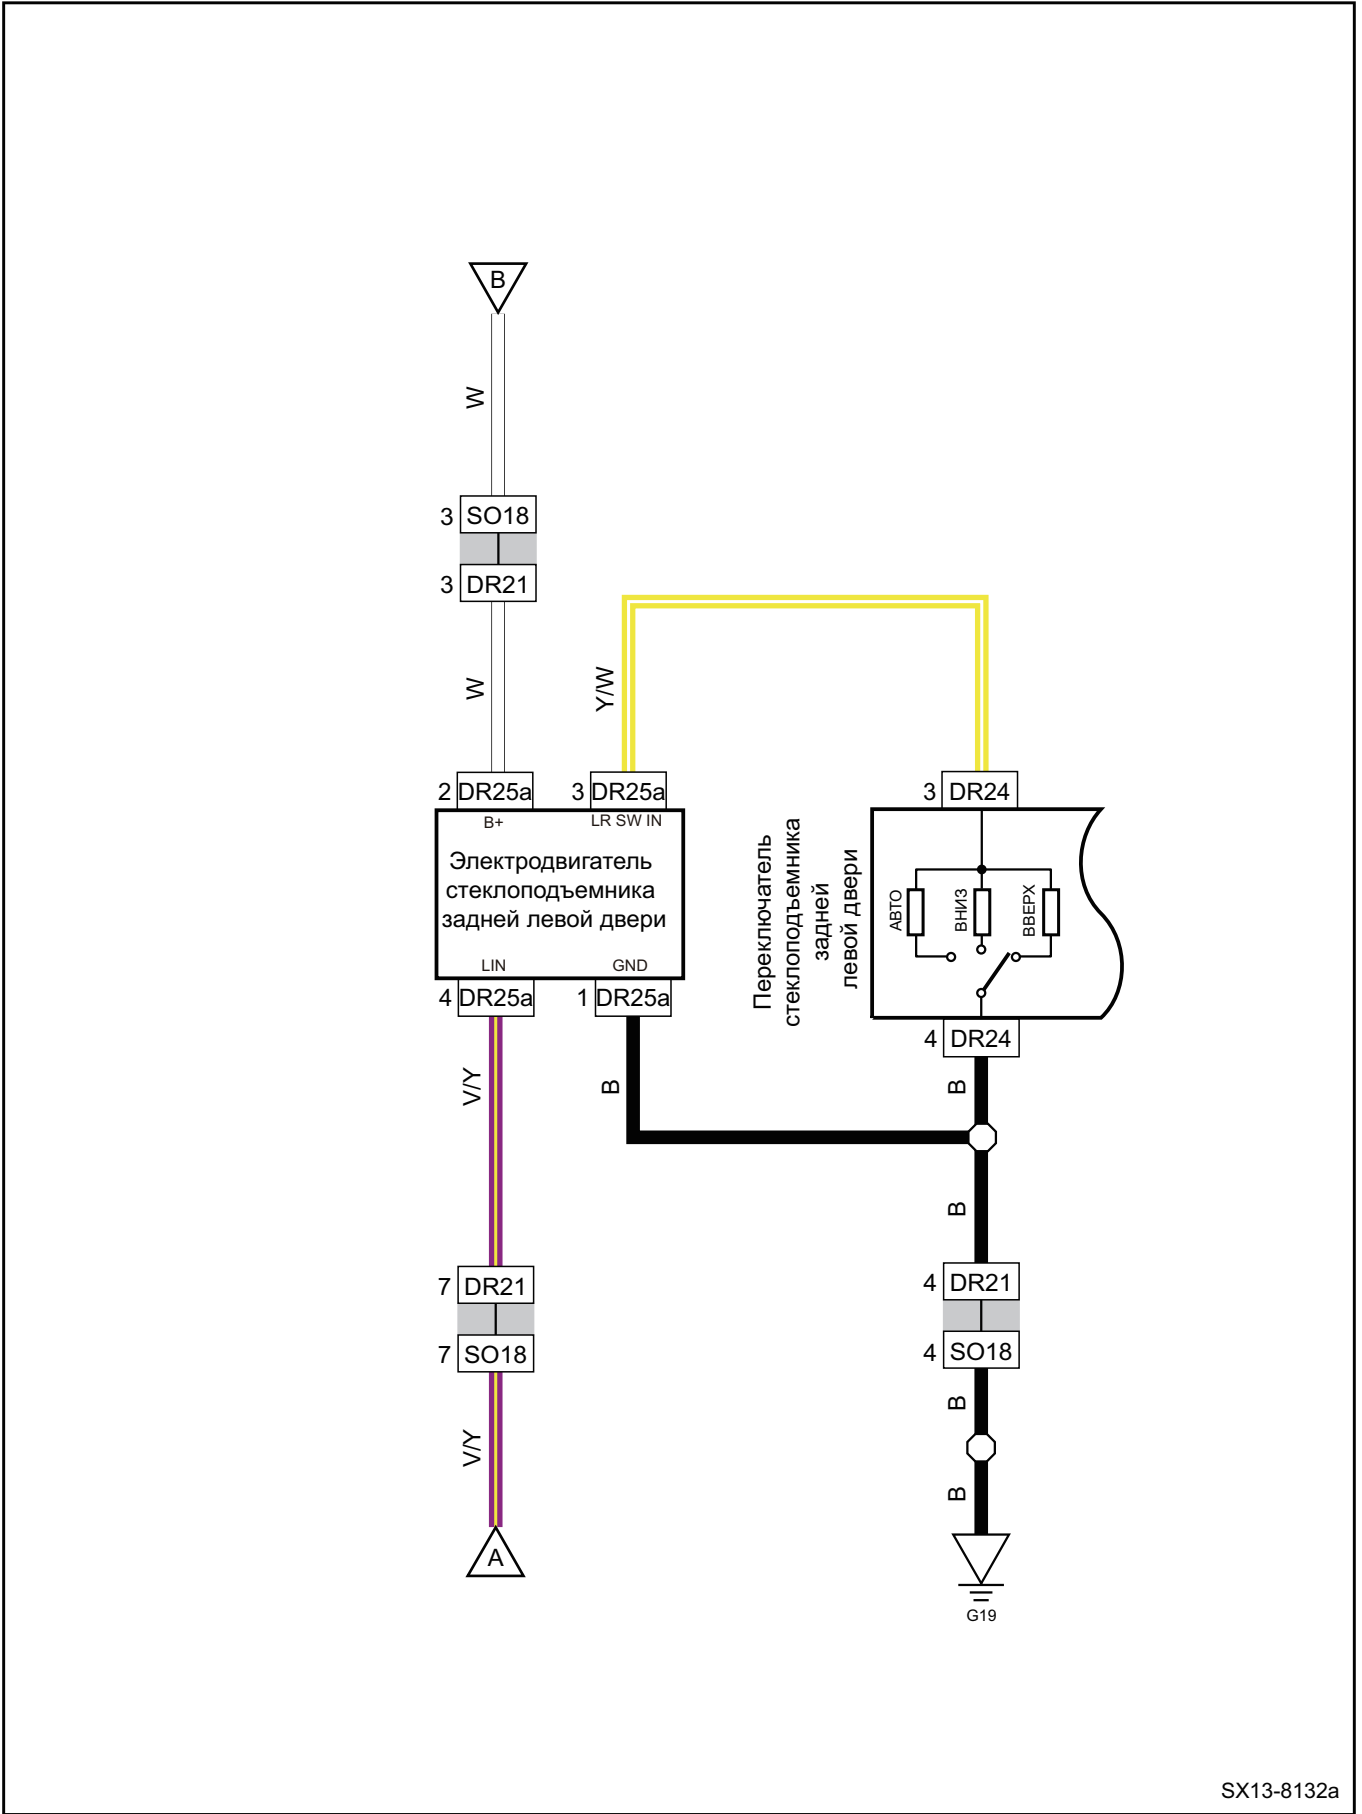 B
W
3 SO18
3 DR21
W
Y/W
2 DR25a
3 DR25a
3 DR24
B+
LR SW IN
Электродвигатель
стеклоподъемника
задней левой двери
LIN
GND
Переключатель
стеклоподъемника
задней
левой двери
АВТО
ВНИЗ
ВВЕРХ
4 DR25a
1 DR25a
4 DR24
V/Y
B
B
B
7 DR21
4 DR21
7 SO18
4 SO18
V/Y
B
B
A
G19
SX13-8132a